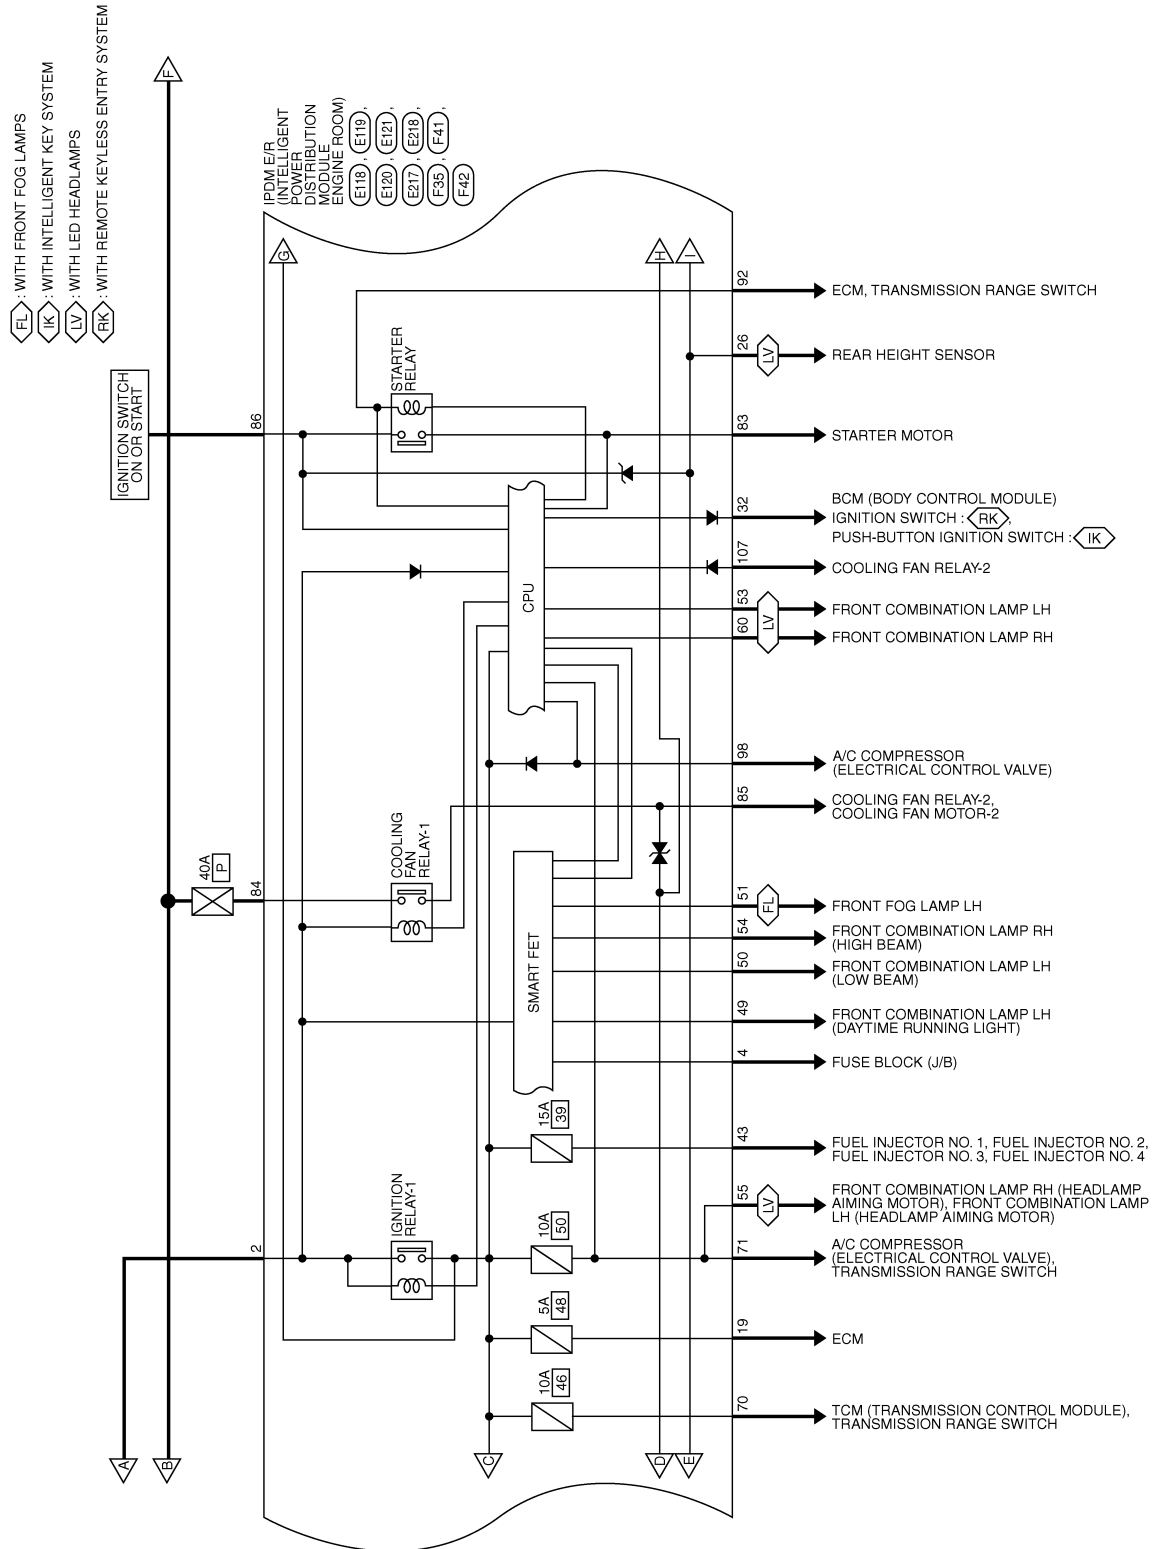 FL : WITH FRONT FOG LAMPS
IK : WITH INTELLIGENT KEY SYSTEM
LV : WITH LED HEADLAMPS
RK : WITH REMOTE KEYLESS ENTRY SYSTEM
F
IPDM E/R
(INTELLIGENT
POWER
DISTRIBUTION
MODULE
ENGINE ROOM)
E118 , E119 ,
E120 , E121 ,
E217 , E218 ,
F35 , F41 ,
F42
G
H
I
IGNITION SWITCH
ON OR START
86
STARTER
RELAY
92
ECM, TRANSMISSION RANGE SWITCH
26
LV
REAR HEIGHT SENSOR
83
STARTER MOTOR
32
BCM (BODY CONTROL MODULE)
IGNITION SWITCH : RK ,
PUSH-BUTTON IGNITION SWITCH : IK
107
COOLING FAN RELAY-2
CPU
53
FRONT COMBINATION LAMP LH
LV
60
FRONT COMBINATION LAMP RH
98
A/C COMPRESSOR
(ELECTRICAL CONTROL VALVE)
85
COOLING FAN RELAY-2,
COOLING FAN MOTOR-2
40A
P
84
COOLING
FAN
RELAY-1
SMART FET
51
FL
FRONT FOG LAMP LH
54
FRONT COMBINATION LAMP RH
(HIGH BEAM)
50
FRONT COMBINATION LAMP LH
(LOW BEAM)
49
FRONT COMBINATION LAMP LH
(DAYTIME RUNNING LIGHT)
4
FUSE BLOCK (J/B)
15A
39
43
FUEL INJECTOR NO. 1, FUEL INJECTOR NO. 2,
FUEL INJECTOR NO. 3, FUEL INJECTOR NO. 4
55
LV
FRONT COMBINATION LAMP RH (HEADLAMP
AIMING MOTOR), FRONT COMBINATION LAMP
LH (HEADLAMP AIMING MOTOR)
2
IGNITION
RELAY-1
10A
50
71
A/C COMPRESSOR
(ELECTRICAL CONTROL VALVE),
TRANSMISSION RANGE SWITCH
5A
48
19
ECM
10A
46
70
TCM (TRANSMISSION CONTROL MODULE),
TRANSMISSION RANGE SWITCH
A
B
C
D
E